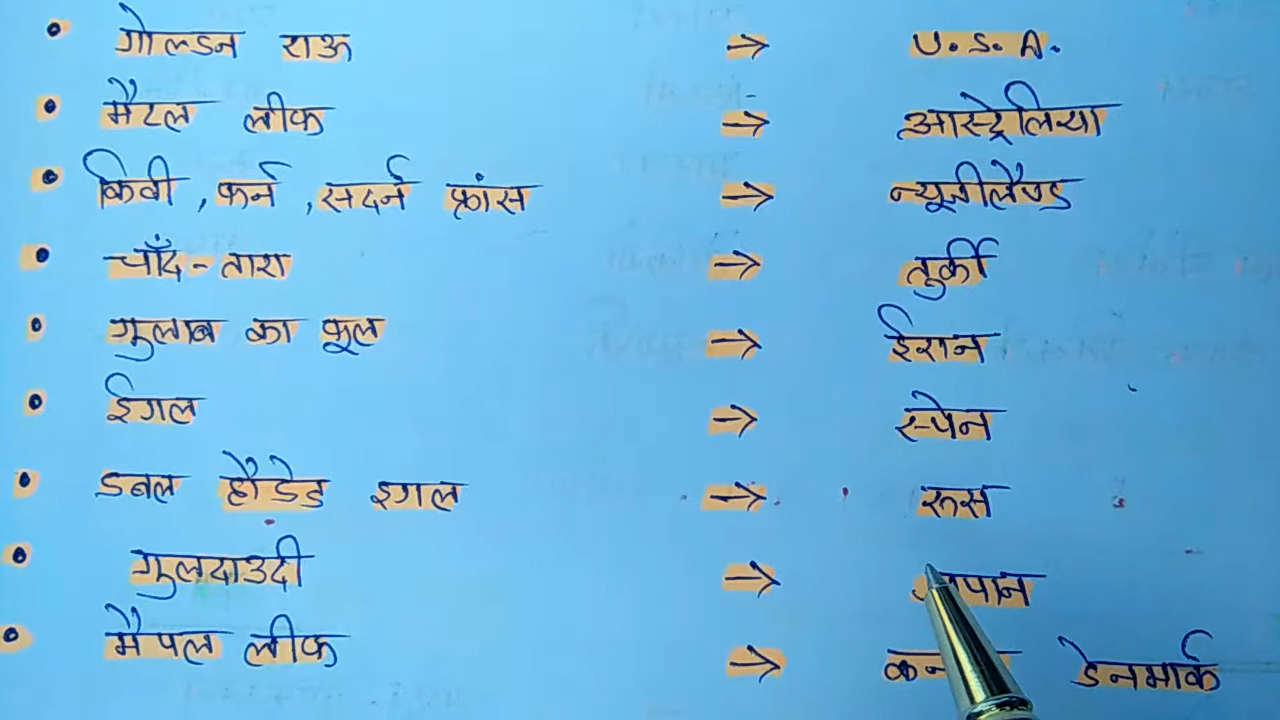 • गोल्डन राऊ → U.S.A.
• मैटल लीफ → आस्ट्रेलिया
• किवी, फर्न, सदर्न फ्रांस → न्यूजीलैण्ड
• चाँद-तारा → तुर्की
• गुलाब का फूल → ईरान
• ईगल → स्पेन
• डबल हैडेड इगल → रूस
• गुलदाउदी →
• मैपल लीफ → डेनमार्क